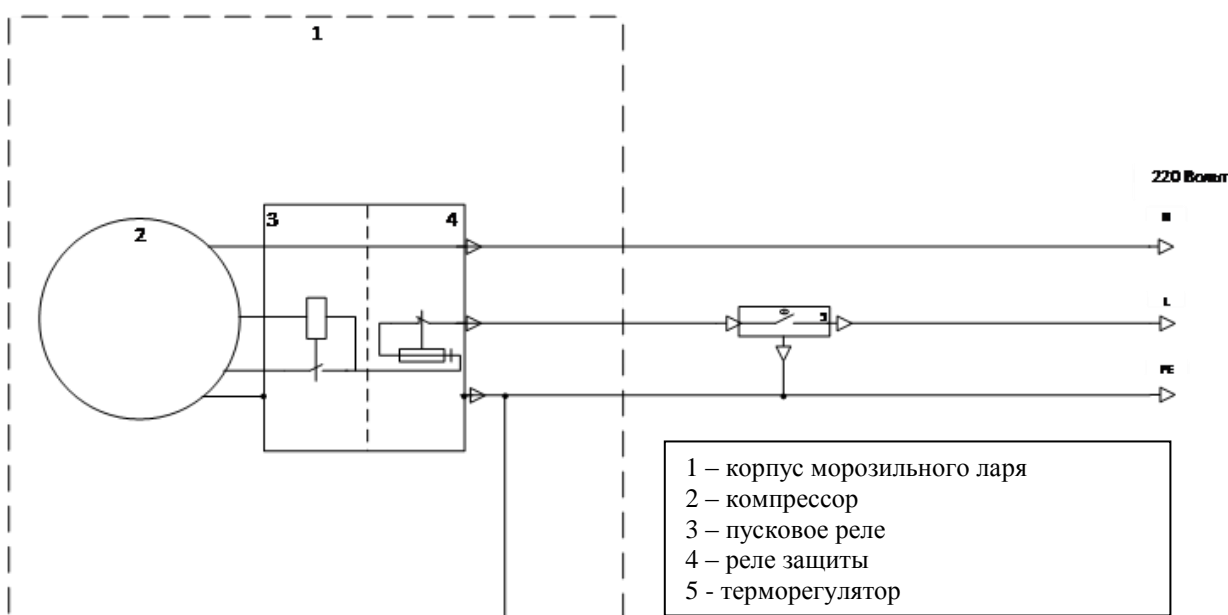 1
220 Вольт
3
4
2
N
L
5
PE
1 – корпус морозильного ларя
2 – компрессор
3 – пусковое реле
4 – реле защиты
5 - терморегулятор